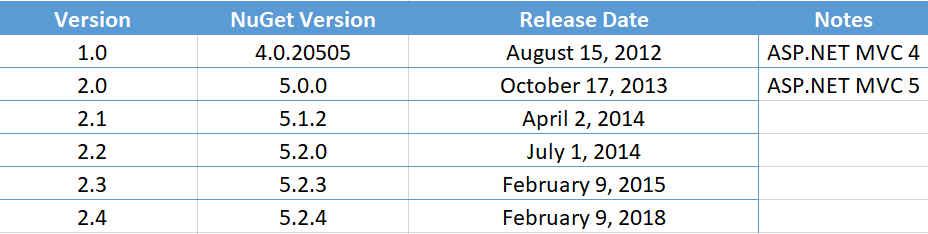 Version NuGet Version Release Date Notes
1.0 4.0.20505 August 15, 2012 ASP.NET MVC 4
2.0 5.0.0 October 17, 2013 ASP.NET MVC 5
2.1 5.1.2 April 2, 2014
2.2 5.2.0 July 1, 2014
2.3 5.2.3 February 9, 2015
2.4 5.2.4 February 9, 2018